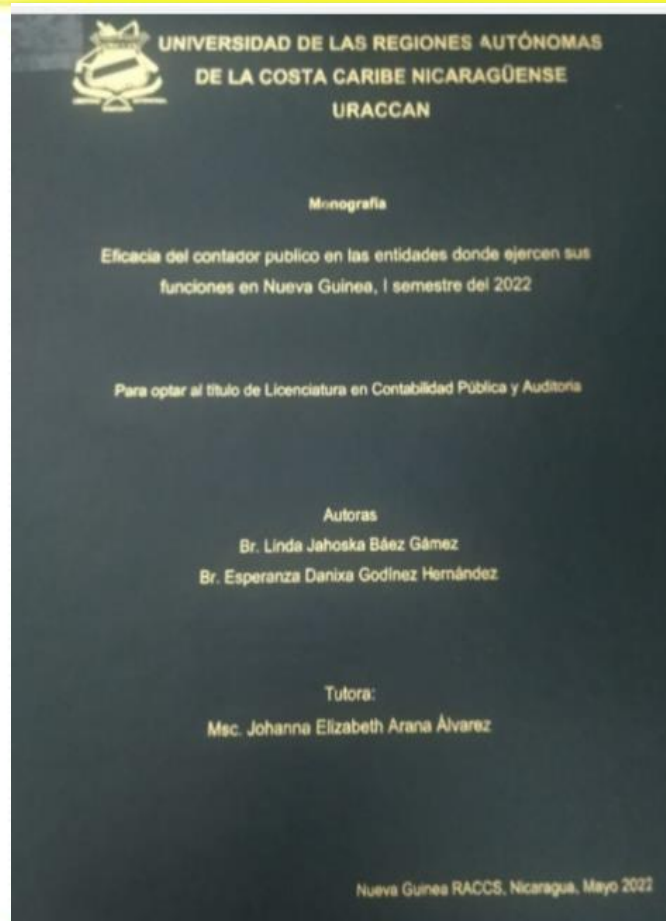 UNIVERSIDAD DE LAS REGIONES AUTÓNOMAS
DE LA COSTA CARIBE NICARAGÜENSE
URACCAN
Monografía
Eficacia del contador publico en las entidades donde ejercen sus
funciones en Nueva Guinea, I semestre del 2022
Para optar al título de Licenciatura en Contabilidad Pública y Auditoria
Autoras
Br. Linda Jahoska Báez Gámez
Br. Esperanza Danixa Godínez Hernández
Tutora:
Msc. Johanna Elizabeth Arana Álvarez
Nueva Guinea RACCS, Nicaragua, Mayo 2022